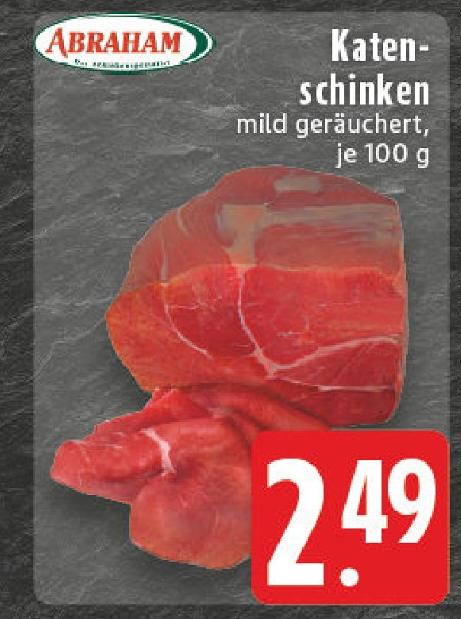 ABRAHAM
Katen-
schinken
mild geräuchert,
je 100 g
2.49